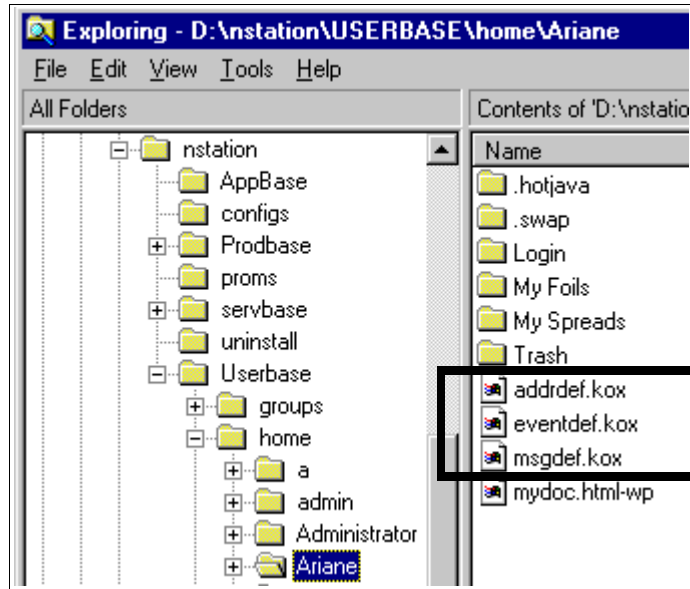 Exploring - D:\nstation\USERBASE\home\Ariane
File Edit View Tools Help
All Folders
Contents of 'D:\nstatio
nstation
AppBase
configs
Prodbase
proms
servbase
uninstall
Userbase
groups
home
a
admin
Administrator
Ariane
Name
.hotjava
.swap
Login
My Foils
My Spreads
Trash
addrdef.kox
eventdef.kox
msgdef.kox
mydoc.html-wp